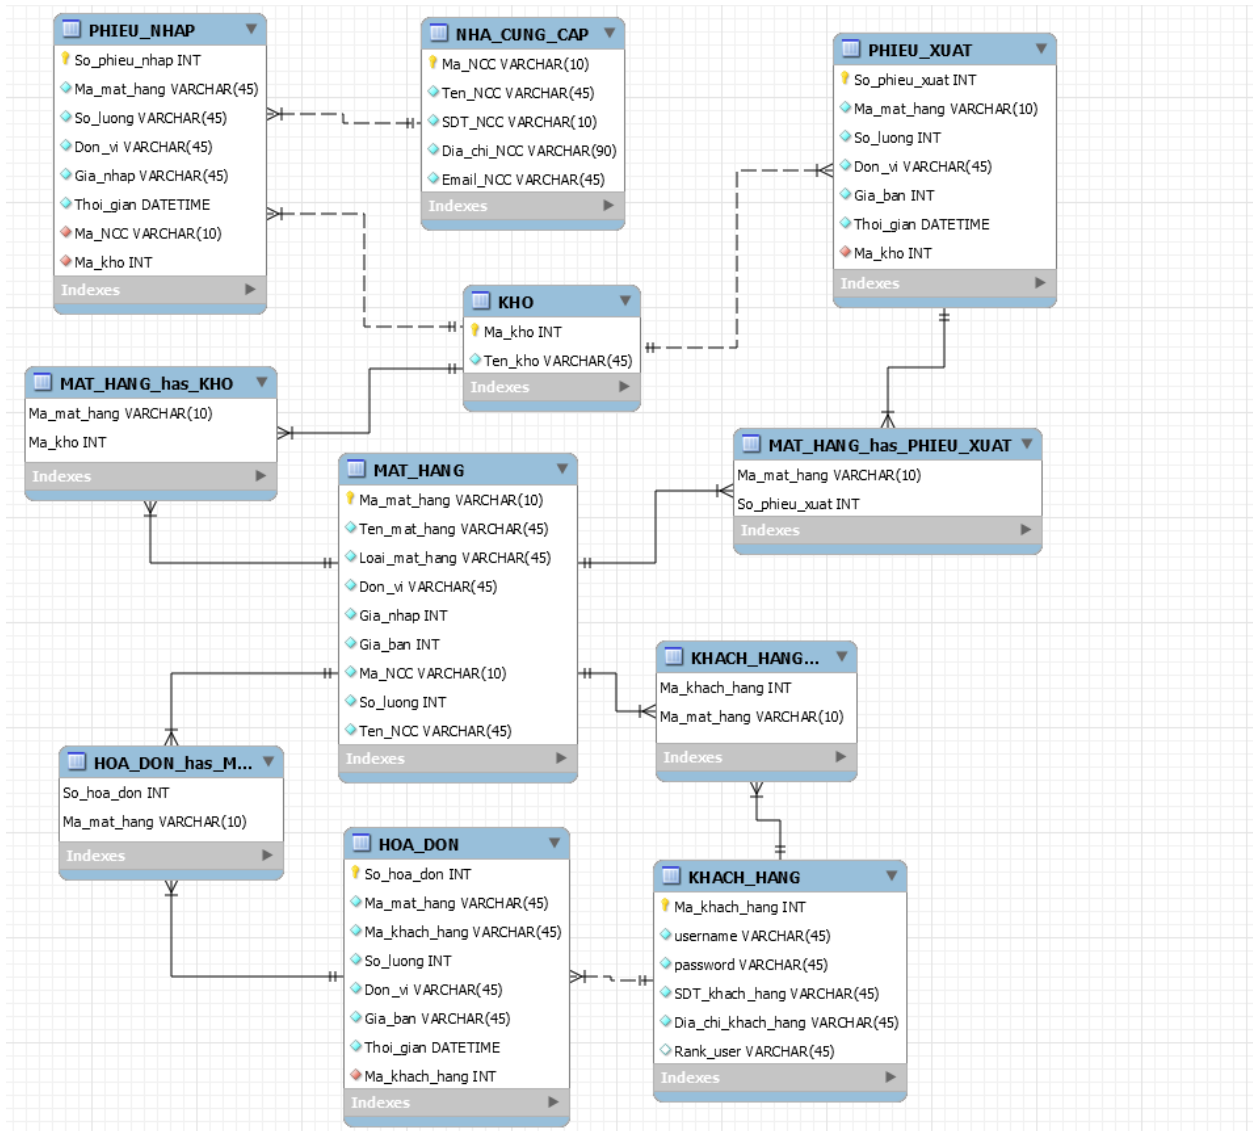 PHIEU_NHAP
So_phieu_nhap INT
Ma_mat_hang VARCHAR(45)
So_luong VARCHAR(45)
Don_vi VARCHAR(45)
Gia_nhap VARCHAR(45)
Thoi_gian DATETIME
Ma_NCC VARCHAR(10)
Ma_kho INT
Indexes
NHA_CUNG_CAP
Ma_NCC VARCHAR(10)
Ten_NCC VARCHAR(45)
SDT_NCC VARCHAR(10)
Dia_chi_NCC VARCHAR(90)
Email_NCC VARCHAR(45)
Indexes
PHIEU_XUAT
So_phieu_xuat INT
Ma_mat_hang VARCHAR(10)
So_luong INT
Don_vi VARCHAR(45)
Gia_ban INT
Thoi_gian DATETIME
Ma_kho INT
Indexes
KHO
Ma_kho INT
Ten_kho VARCHAR(45)
Indexes
MAT_HANG_has_KHO
Ma_mat_hang VARCHAR(10)
Ma_kho INT
Indexes
MAT_HANG
Ma_mat_hang VARCHAR(10)
Ten_mat_hang VARCHAR(45)
Loai_mat_hang VARCHAR(45)
Don_vi VARCHAR(45)
Gia_nhap INT
Gia_ban INT
Ma_NCC VARCHAR(10)
So_luong INT
Ten_NCC VARCHAR(45)
Indexes
MAT_HANG_has_PHIEU_XUAT
Ma_mat_hang VARCHAR(10)
So_phieu_xuat INT
Indexes
KHACH_HANG...
Ma_khach_hang INT
Ma_mat_hang VARCHAR(10)
Indexes
HOA_DON_has_M...
So_hoa_don INT
Ma_mat_hang VARCHAR(10)
Indexes
HOA_DON
So_hoa_don INT
Ma_mat_hang VARCHAR(45)
Ma_khach_hang VARCHAR(45)
So_luong INT
Don_vi VARCHAR(45)
Gia_ban VARCHAR(45)
Thoi_gian DATETIME
Ma_khach_hang INT
Indexes
KHACH_HANG
Ma_khach_hang INT
username VARCHAR(45)
password VARCHAR(45)
SDT_khach_hang VARCHAR(45)
Dia_chi_khach_hang VARCHAR(45)
Rank_user VARCHAR(45)
Indexes